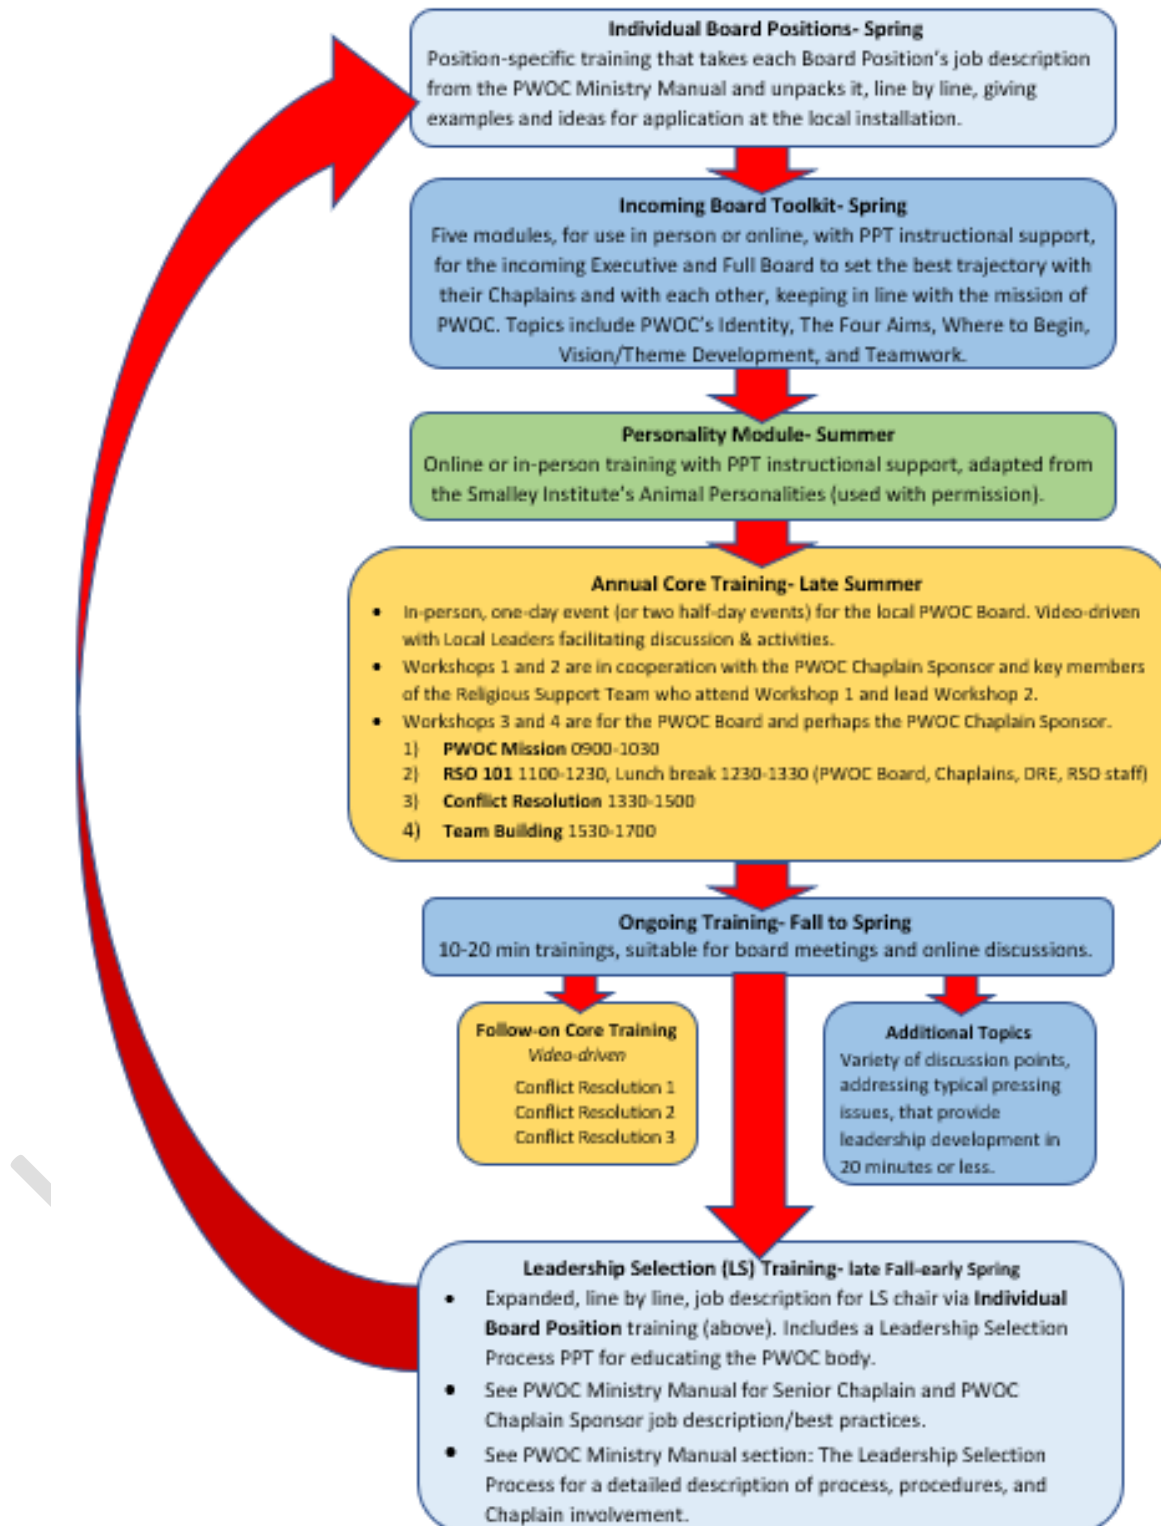 Individual Board Positions- Spring
Position-specific training that takes each Board Position's job description
from the PWOC Ministry Manual and unpacks it, line by line, giving
examples and ideas for application at the local installation.
Incoming Board Toolkit- Spring
Five modules, for use in person or online, with PPT instructional support,
for the incoming Executive and Full Board to set the best trajectory with
their Chaplains and with each other, keeping in line with the mission of
PWOC. Topics include PWOC's Identity, The Four Aims, Where to Begin,
Vision/Theme Development, and Teamwork.
Personality Module- Summer
Online or in-person training with PPT instructional support, adapted from
the Smalley Institute's Animal Personalities (used with permission).
Annual Core Training- Late Summer
• In-person, one-day event (or two half-day events) for the local PWOC Board. Video-driven
with Local Leaders facilitating discussion & activities.
• Workshops 1 and 2 are in cooperation with the PWOC Chaplain Sponsor and key members
of the Religious Support Team who attend Workshop 1 and lead Workshop 2.
• Workshops 3 and 4 are for the PWOC Board and perhaps the PWOC Chaplain Sponsor.
1) PWOC Mission 0900-1030
2) RSO 101 1100-1230, Lunch break 1230-1330 (PWOC Board, Chaplains, DRE, RSO staff)
3) Conflict Resolution 1330-1500
4) Team Building 1530-1700
Ongoing Training- Fall to Spring
10-20 min trainings, suitable for board meetings and online discussions.
Follow-on Core Training
Video-driven
Conflict Resolution 1
Conflict Resolution 2
Conflict Resolution 3
Additional Topics
Variety of discussion points,
addressing typical pressing
issues, that provide
leadership development in
20 minutes or less.
Leadership Selection (LS) Training- late Fall-early Spring
• Expanded, line by line, job description for LS chair via Individual
Board Position training (above). Includes a Leadership Selection
Process PPT for educating the PWOC body.
• See PWOC Ministry Manual for Senior Chaplain and PWOC
Chaplain Sponsor job description/best practices.
• See PWOC Ministry Manual section: The Leadership Selection
Process for a detailed description of process, procedures, and
Chaplain involvement.